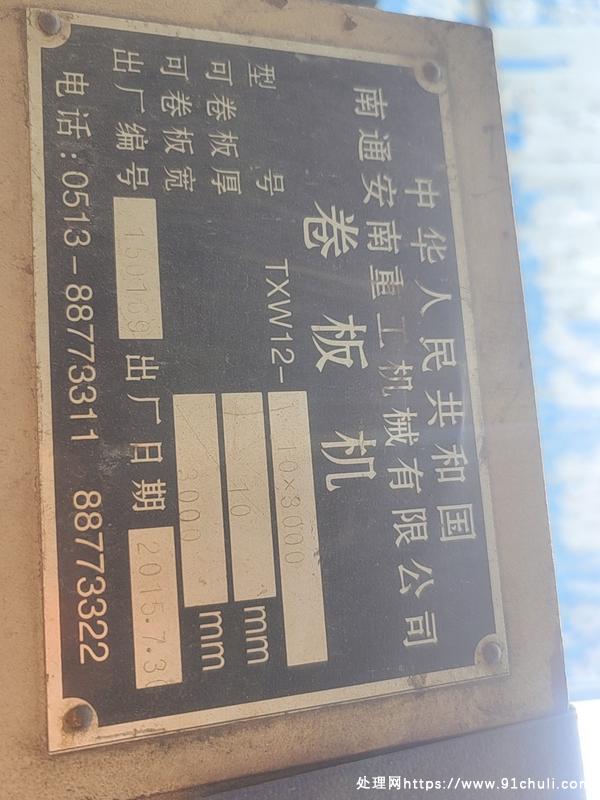 中华人民共和国
南通安南重工机械有限公司
卷板机
型号 TXW12-10×3000
可卷板厚 10 mm
可卷板宽 3000 mm
出厂编号 150169 出厂日期 2015.7.30
电话:0513-88773311 88773322
处理网https://www.91chuli.com/